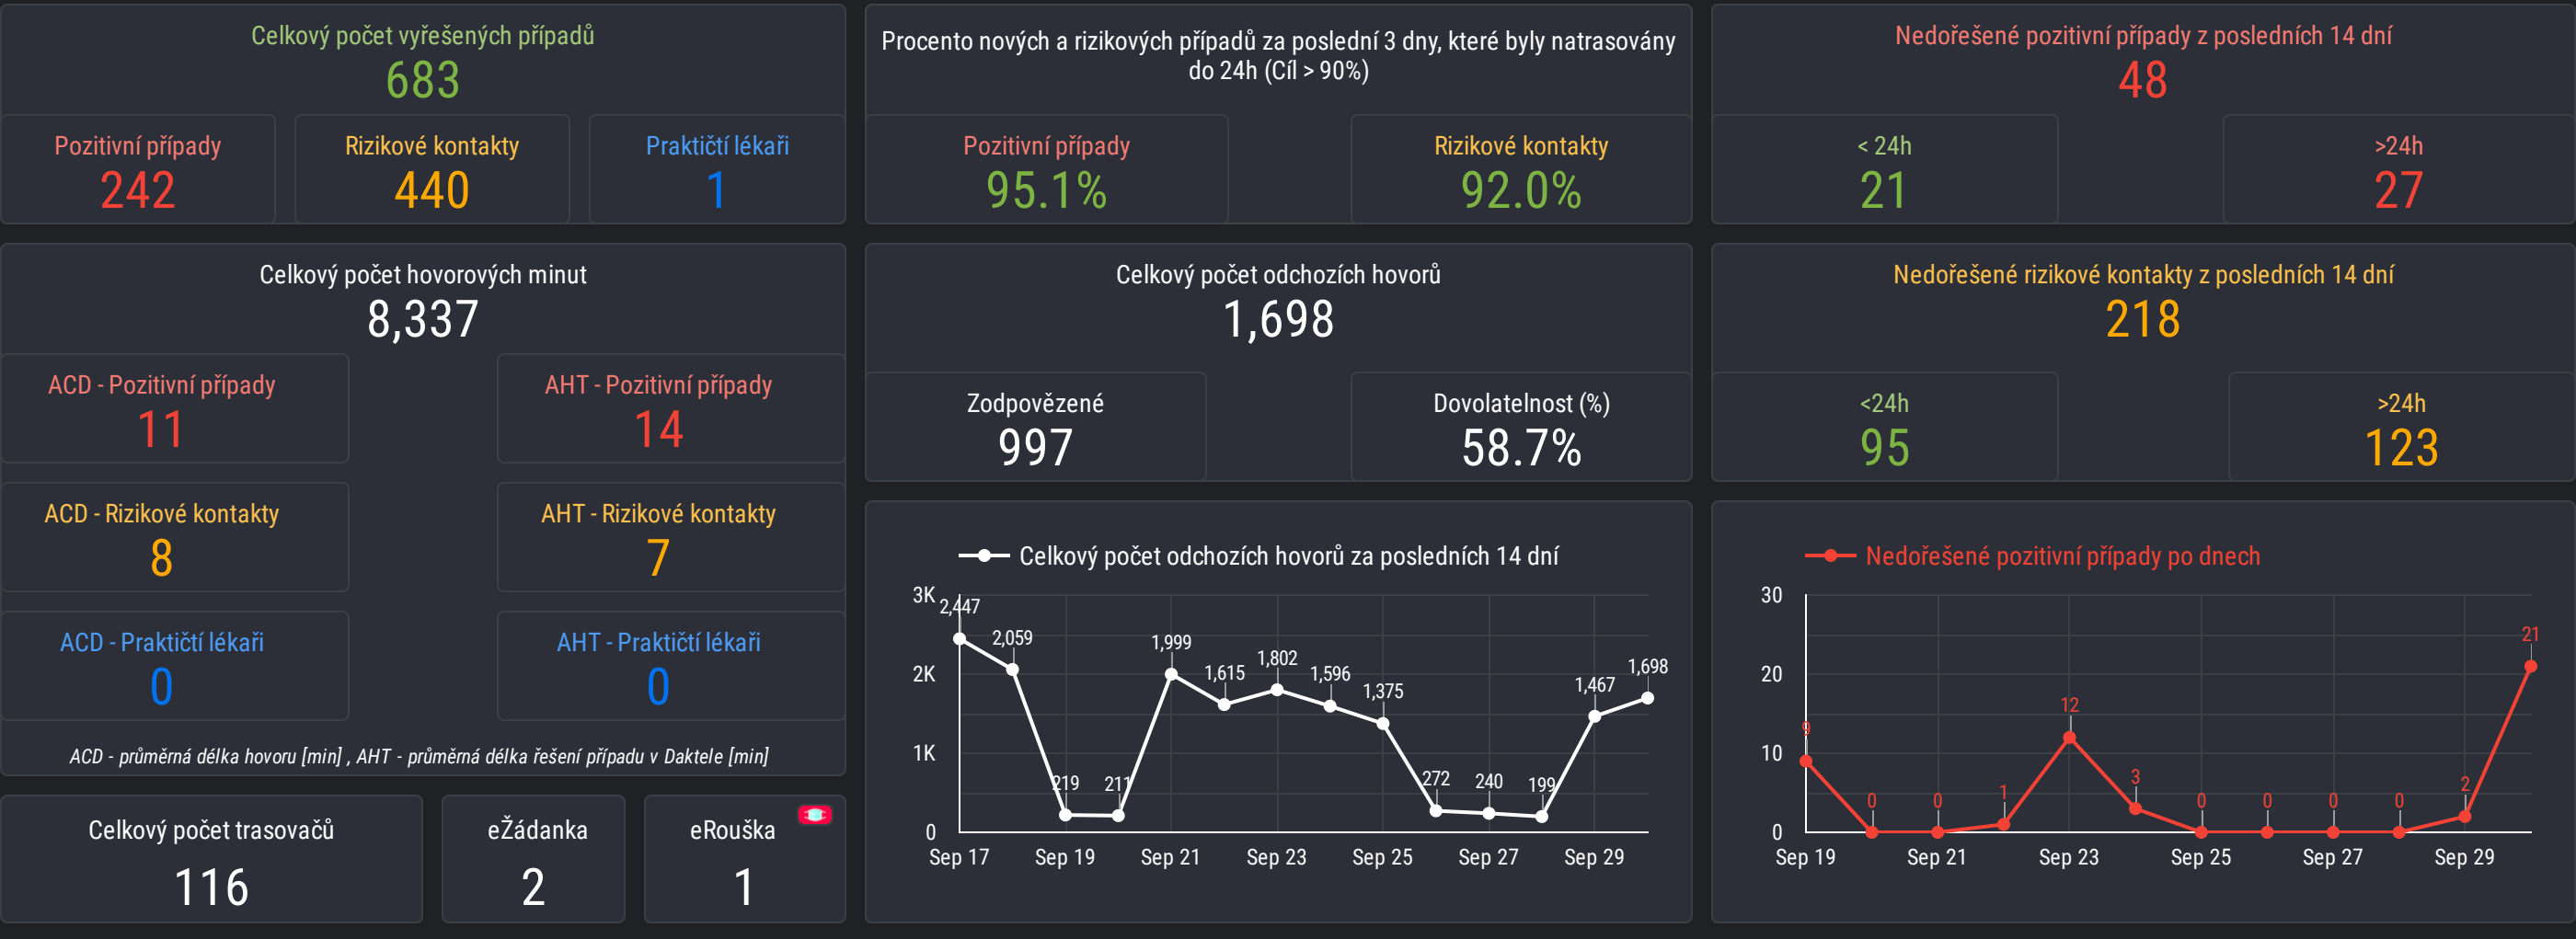 Celkový počet vyřešených případů
683
Pozitivní případy
242
Rizikové kontakty
440
Praktičtí lékaři
1
Procento nových a rizikových případů za poslední 3 dny, které byly natrasovány
do 24h (Cíl > 90%)
Pozitivní případy
95.1%
Rizikové kontakty
92.0%
Nedořešené pozitivní případy z posledních 14 dní
48
< 24h
21
>24h
27
Celkový počet hovorových minut
8,337
ACD - Pozitivní případy
11
AHT - Pozitivní případy
14
ACD - Rizikové kontakty
8
AHT - Rizikové kontakty
7
ACD - Praktičtí lékaři
0
AHT - Praktičtí lékaři
0
ACD - průměrná délka hovoru [min] , AHT - průměrná délka řešení případu v Daktele [min]
Celkový počet odchozích hovorů
1,698
Zodpovězené
997
Dovolatelnost (%)
58.7%
Nedořešené rizikové kontakty z posledních 14 dní
218
<24h
95
>24h
123
Celkový počet trasovačů
116
eŽádanka
2
eRouška
1
Celkový počet odchozích hovorů za posledních 14 dní
3K
2K
1K
0
2,447
2,059
219
211
1,999
1,615
1,802
1,596
1,375
272
240
199
1,467
1,698
Sep 17
Sep 19
Sep 21
Sep 23
Sep 25
Sep 27
Sep 29
Nedořešené pozitivní případy po dnech
30
20
10
0
9
0
0
1
12
3
0
0
0
0
2
21
Sep 19
Sep 21
Sep 23
Sep 25
Sep 27
Sep 29